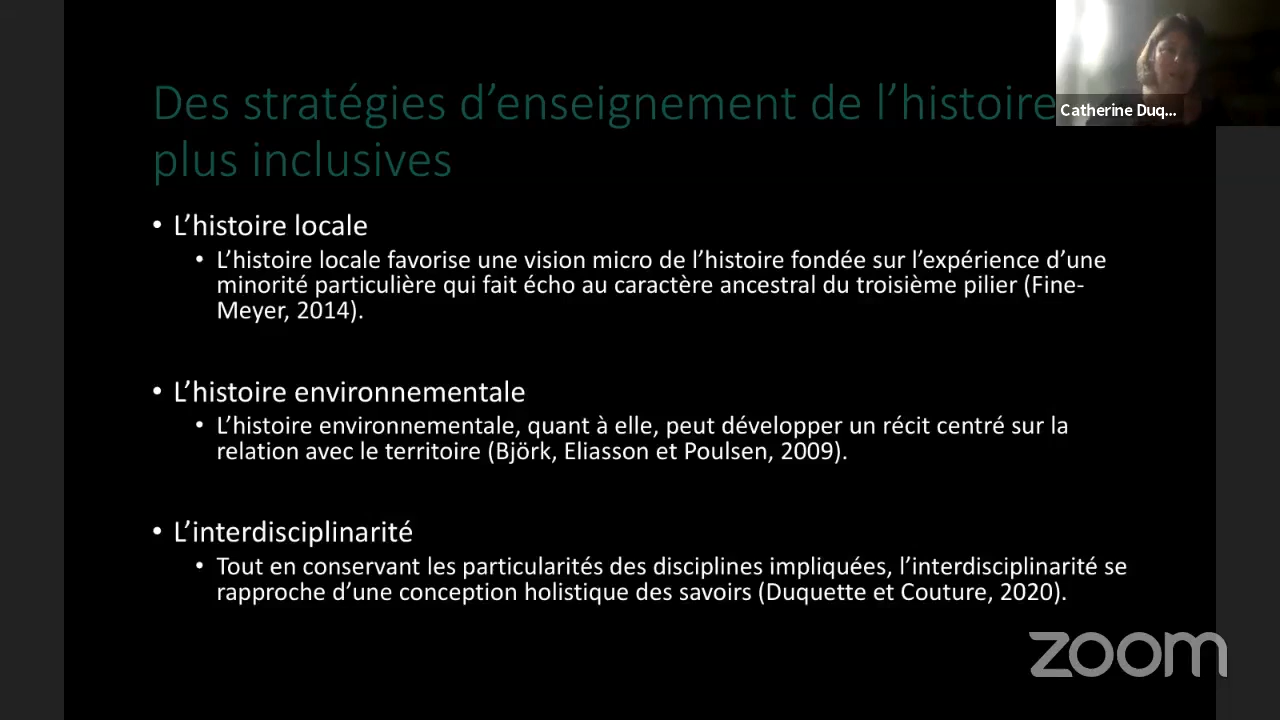 Des stratégies d’enseignement de l’histoire
plus inclusives
Catherine Duq...
• L’histoire locale
• L’histoire locale favorise une vision micro de l’histoire fondée sur l’expérience d’une
minorité particulière qui fait écho au caractère ancestral du troisième pilier (Fine-
Meyer, 2014).
• L’histoire environnementale
• L’histoire environnementale, quant à elle, peut développer un récit centré sur la
relation avec le territoire (Björk, Eliasson et Poulsen, 2009).
• L’interdisciplinarité
• Tout en conservant les particularités des disciplines impliquées, l’interdisciplinarité se
rapproche d’une conception holistique des savoirs (Duquette et Couture, 2020).
zoom